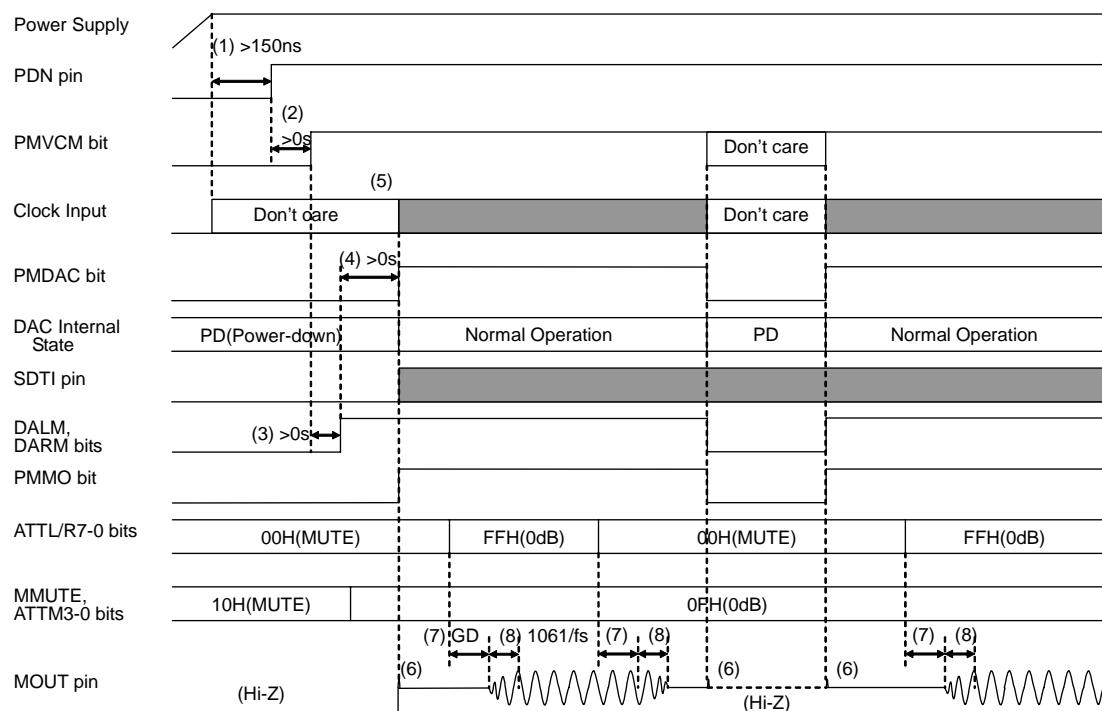 Power Supply
(1) >150ns
PDN pin
(2)
PMVCM bit
>0s
Don't care
(5)
Clock Input
Don't care
Don't care
(4) >0s
PMDAC bit
DAC Internal
State
PD(Power-down)
Normal Operation
PD
Normal Operation
SDTI pin
DALM,
DARM bits
(3) >0s
PMMO bit
ATTL/R7-0 bits
00H(MUTE)
FFH(0dB)
00H(MUTE)
FFH(0dB)
MMUTE,
ATTM3-0 bits
10H(MUTE)
0FH(0dB)
(7) GD
(8)
1061/fs
(7)
(8)
(7)
(8)
MOUT pin
(6)
(6)
(6)
(Hi-Z)
(Hi-Z)